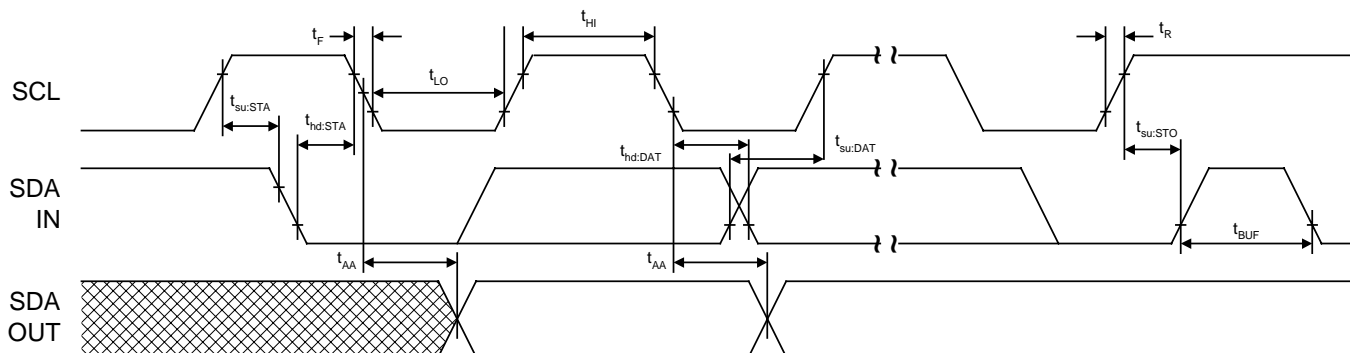 t_HI
t_F
t_R
t_LO
SCL
t_su:STA
t_hd:STA
t_su:STO
t_hd:DAT
t_su:DAT
SDA
IN
t_BUF
t_AA
t_AA
SDA
OUT